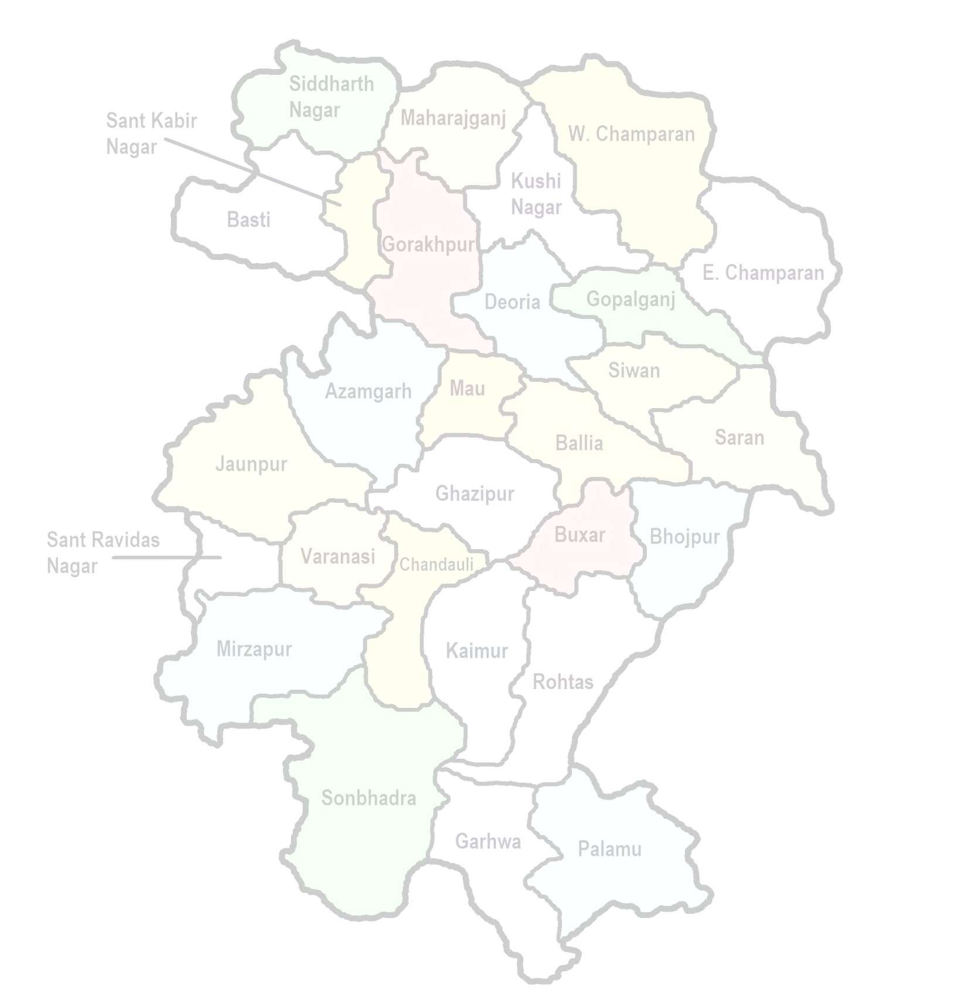 Siddharth
Nagar
Sant Kabir
Nagar
Maharajganj
W. Champaran
Kushi
Nagar
Basti
Gorakhpur
E. Champaran
Deoria
Gopalganj
Siwan
Azamgarh
Mau
Ballia
Saran
Jaunpur
Ghazipur
Buxar
Bhojpur
Sant Ravidas
Nagar
Varanasi
Chandauli
Mirzapur
Kaimur
Rohtas
Sonbhadra
Garhwa
Palamu